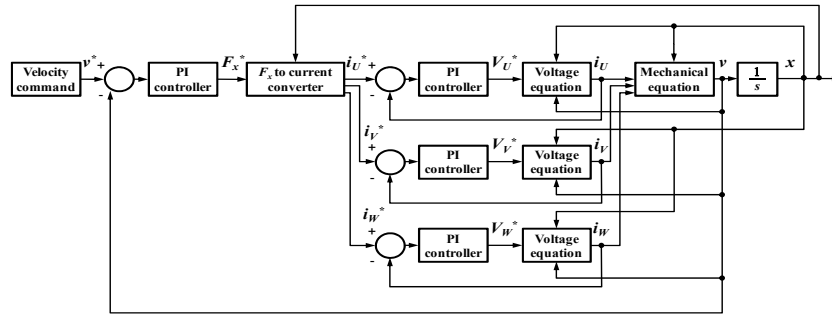 Velocity command
v*
+
-
PI controller
Fx*
Fx to current converter
iU*
+
-
PI controller
VU*
Voltage equation
iU
Mechanical equation
v
1/s
x
iV*
+
-
PI controller
VV*
Voltage equation
iV
iW*
+
-
PI controller
VW*
Voltage equation
iW